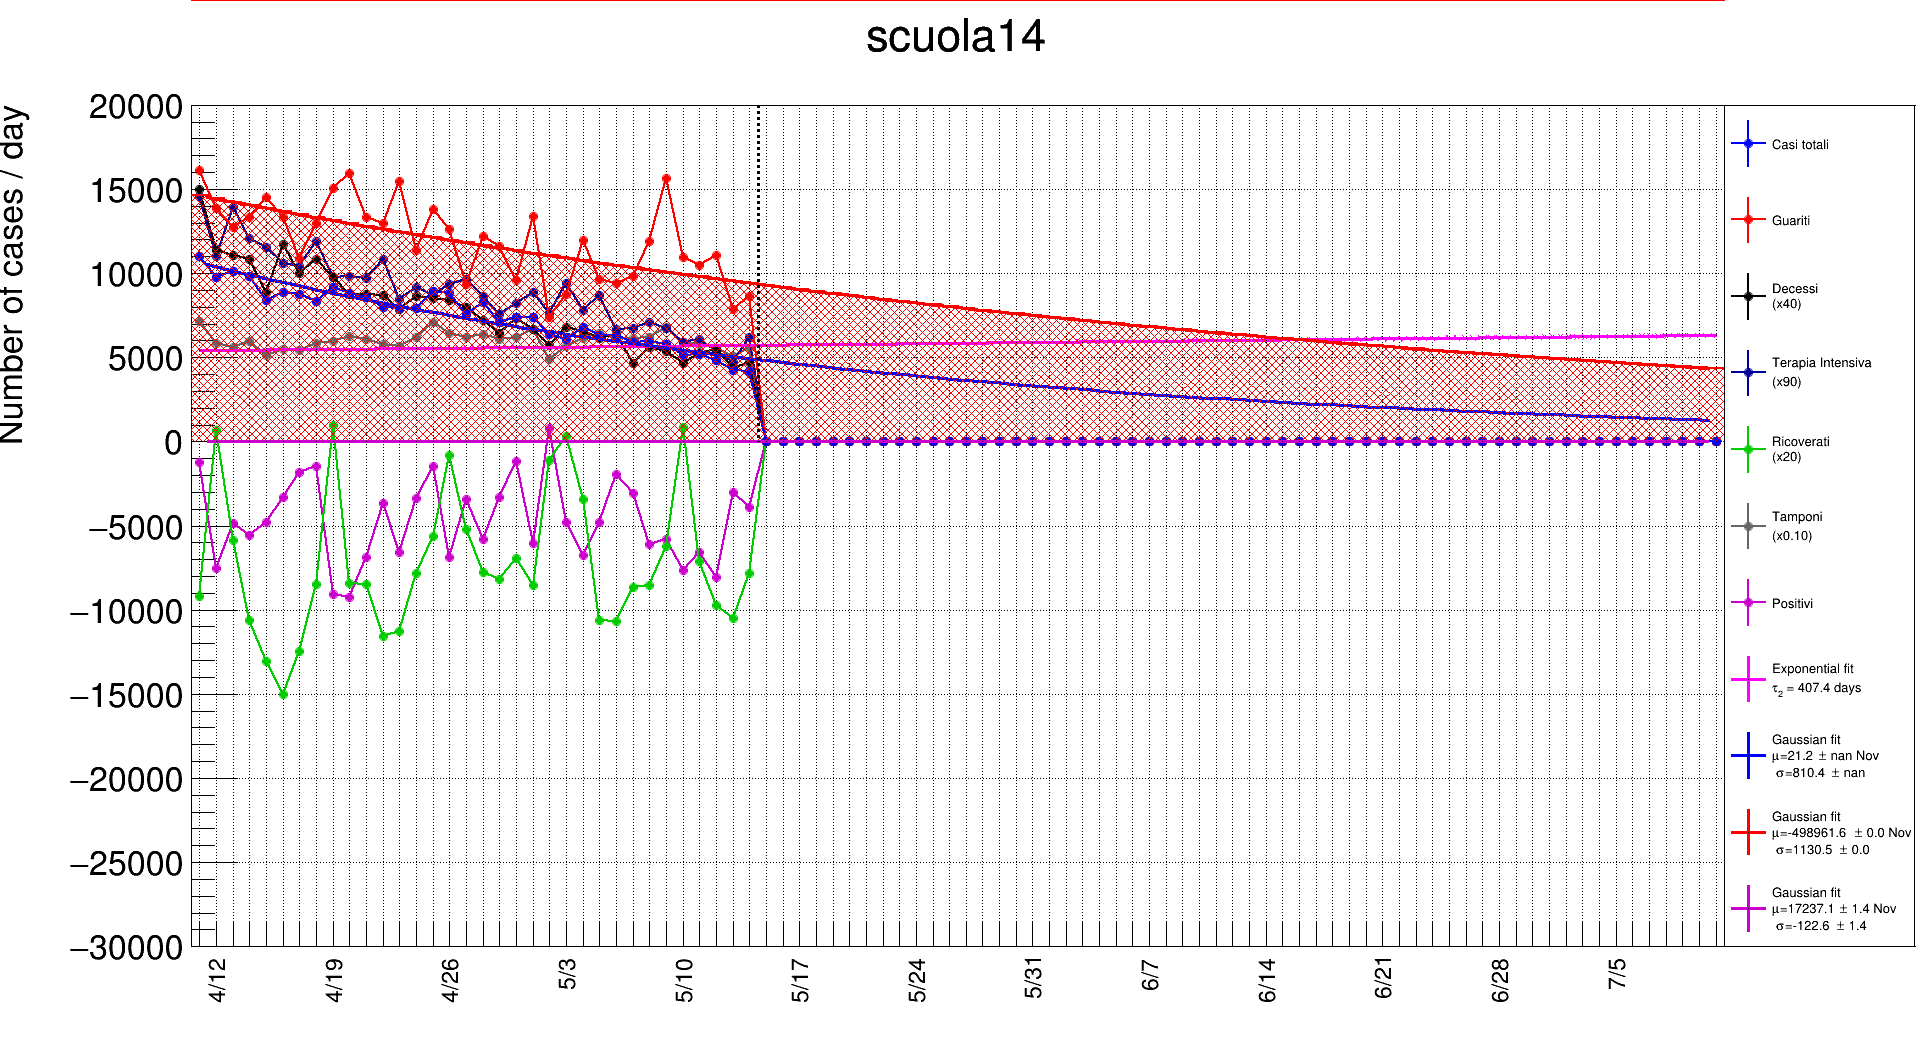 scuola14
Number of cases / day
20000
15000
10000
5000
0
−5000
−10000
−15000
−20000
−25000
−30000
4/12
4/19
4/26
5/3
5/10
5/17
5/24
5/31
6/7
6/14
6/21
6/28
7/5
Casi totali
Guariti
Decessi
(x40)
Terapia Intensiva
(x90)
Ricoverati
(x20)
Tamponi
(x0.10)
Positivi
Exponential fit
τ2 = 407.4 days
Gaussian fit
μ=21.2 ± nan Nov
σ=810.4 ± nan
Gaussian fit
μ=-498961.6 ± 0.0 Nov
σ=1130.5 ± 0.0
Gaussian fit
μ=17237.1 ± 1.4 Nov
σ=-122.6 ± 1.4